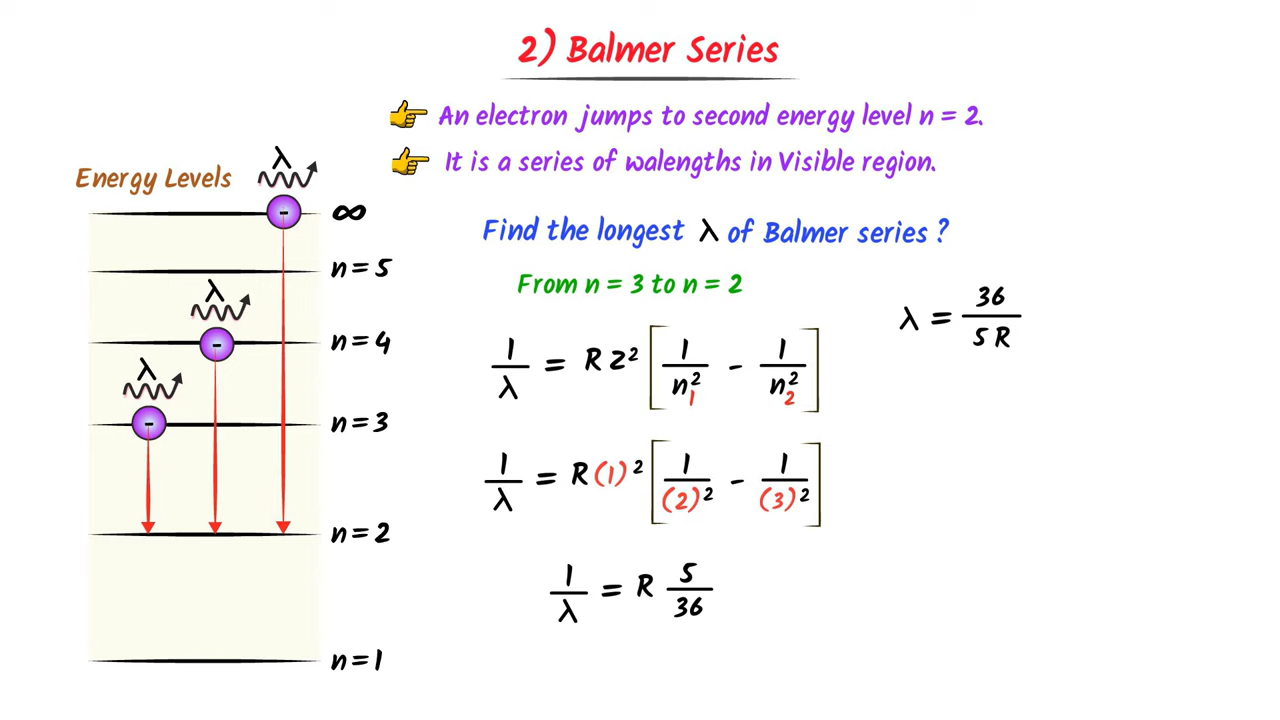 2) Balmer Series
An electron jumps to second energy level n = 2.
It is a series of walengths in Visible region.
Energy Levels
λ
∞
n = 5
λ
n = 4
λ
n = 3
-
-
-
n = 2
n = 1
Find the longest λ of Balmer series ?
From n = 3 to n = 2
1/λ = R Z² [ 1/n₁² - 1/n₂² ]
1/λ = R (1)² [ 1/(2)² - 1/(3)² ]
1/λ = R 5/36
λ = 36/5 R